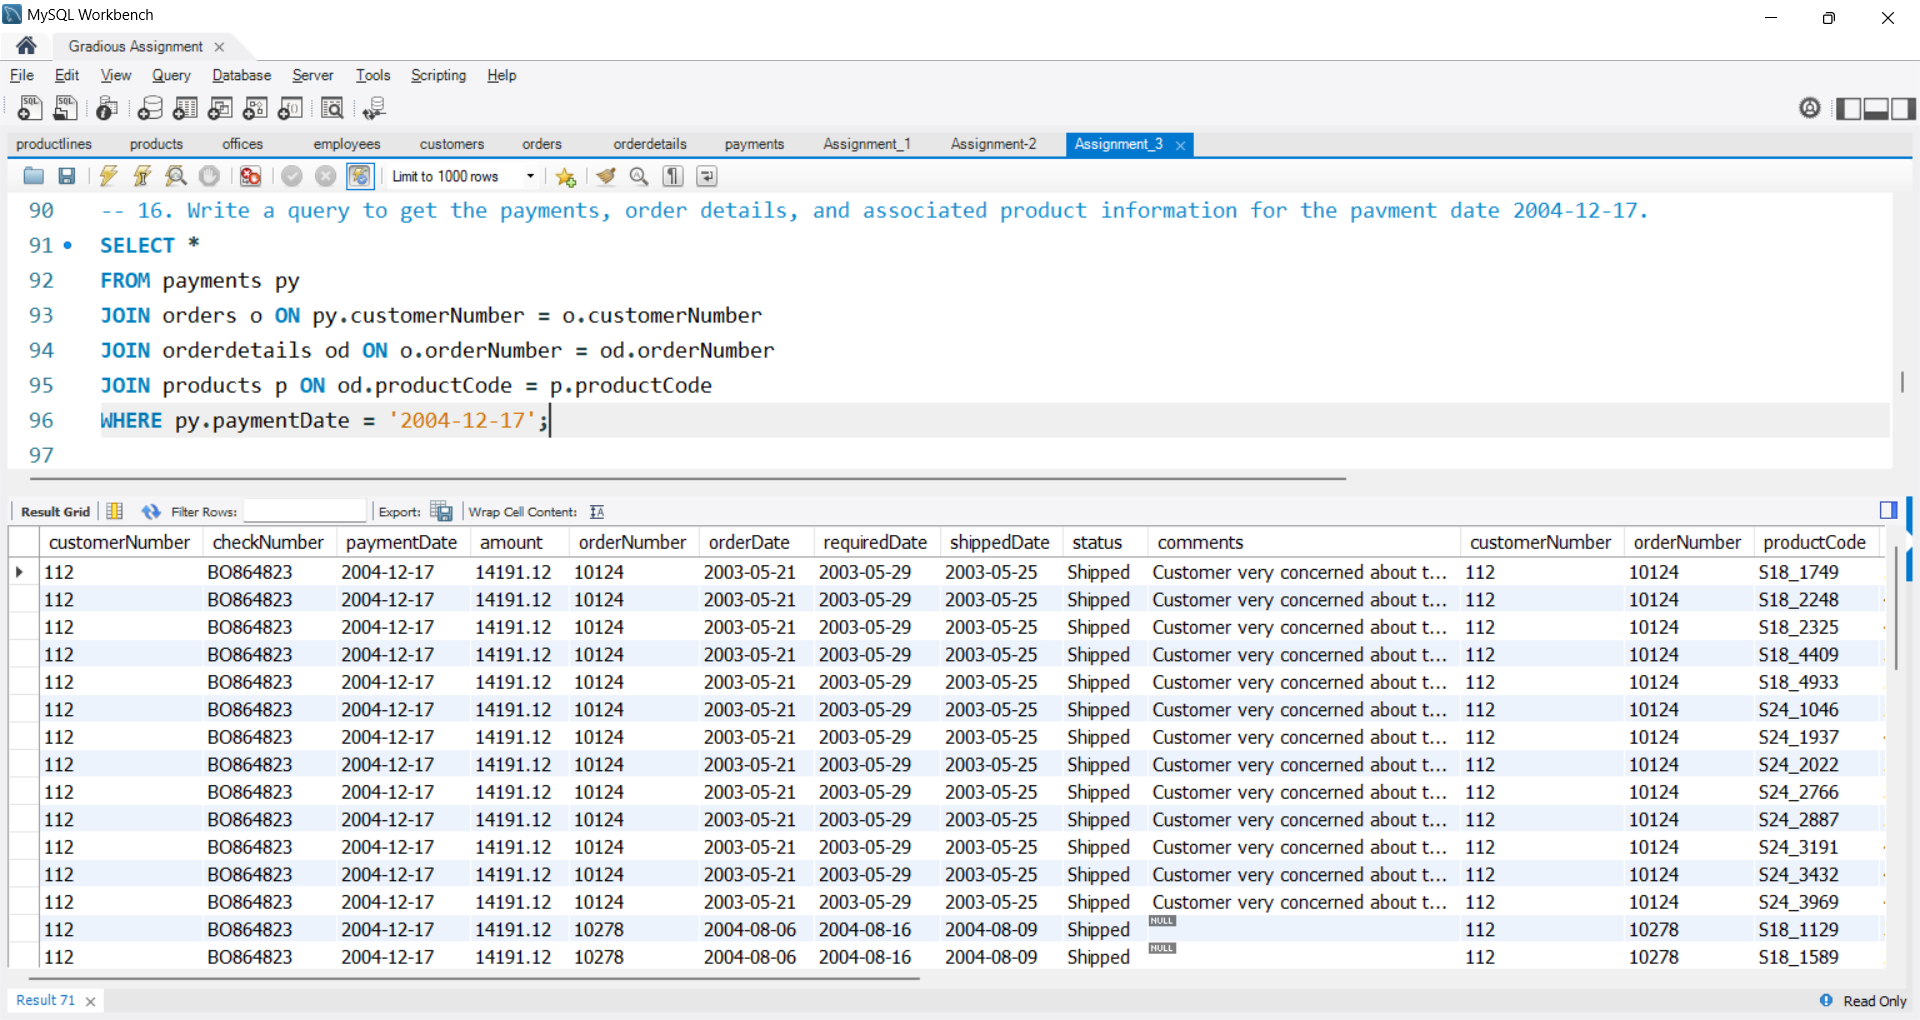 MySQL Workbench
Gradious Assignment
File Edit View Query Database Server Tools Scripting Help
productlines products offices employees customers orders orderdetails payments Assignment_1 Assignment-2 Assignment_3
Limit to 1000 rows
90 -- 16. Write a query to get the payments, order details, and associated product information for the pavment date 2004-12-17.
91 SELECT *
92 FROM payments py
93 JOIN orders o ON py.customerNumber = o.customerNumber
94 JOIN orderdetails od ON o.orderNumber = od.orderNumber
95 JOIN products p ON od.productCode = p.productCode
96 WHERE py.paymentDate = '2004-12-17';
97
Result Grid Filter Rows: Export: Wrap Cell Content:
customerNumber checkNumber paymentDate amount orderNumber orderDate requiredDate shippedDate status comments customerNumber orderNumber productCode
112 BO864823 2004-12-17 14191.12 10124 2003-05-21 2003-05-29 2003-05-25 Shipped Customer very concerned about t... 112 10124 S18_1749
112 BO864823 2004-12-17 14191.12 10124 2003-05-21 2003-05-29 2003-05-25 Shipped Customer very concerned about t... 112 10124 S18_2248
112 BO864823 2004-12-17 14191.12 10124 2003-05-21 2003-05-29 2003-05-25 Shipped Customer very concerned about t... 112 10124 S18_2325
112 BO864823 2004-12-17 14191.12 10124 2003-05-21 2003-05-29 2003-05-25 Shipped Customer very concerned about t... 112 10124 S18_4409
112 BO864823 2004-12-17 14191.12 10124 2003-05-21 2003-05-29 2003-05-25 Shipped Customer very concerned about t... 112 10124 S18_4933
112 BO864823 2004-12-17 14191.12 10124 2003-05-21 2003-05-29 2003-05-25 Shipped Customer very concerned about t... 112 10124 S24_1046
112 BO864823 2004-12-17 14191.12 10124 2003-05-21 2003-05-29 2003-05-25 Shipped Customer very concerned about t... 112 10124 S24_1937
112 BO864823 2004-12-17 14191.12 10124 2003-05-21 2003-05-29 2003-05-25 Shipped Customer very concerned about t... 112 10124 S24_2022
112 BO864823 2004-12-17 14191.12 10124 2003-05-21 2003-05-29 2003-05-25 Shipped Customer very concerned about t... 112 10124 S24_2766
112 BO864823 2004-12-17 14191.12 10124 2003-05-21 2003-05-29 2003-05-25 Shipped Customer very concerned about t... 112 10124 S24_2887
112 BO864823 2004-12-17 14191.12 10124 2003-05-21 2003-05-29 2003-05-25 Shipped Customer very concerned about t... 112 10124 S24_3191
112 BO864823 2004-12-17 14191.12 10124 2003-05-21 2003-05-29 2003-05-25 Shipped Customer very concerned about t... 112 10124 S24_3432
112 BO864823 2004-12-17 14191.12 10124 2003-05-21 2003-05-29 2003-05-25 Shipped Customer very concerned about t... 112 10124 S24_3969
112 BO864823 2004-12-17 14191.12 10278 2004-08-06 2004-08-16 2004-08-09 Shipped NULL 112 10278 S18_1129
112 BO864823 2004-12-17 14191.12 10278 2004-08-06 2004-08-16 2004-08-09 Shipped NULL 112 10278 S18_1589
Result 71 Read Only